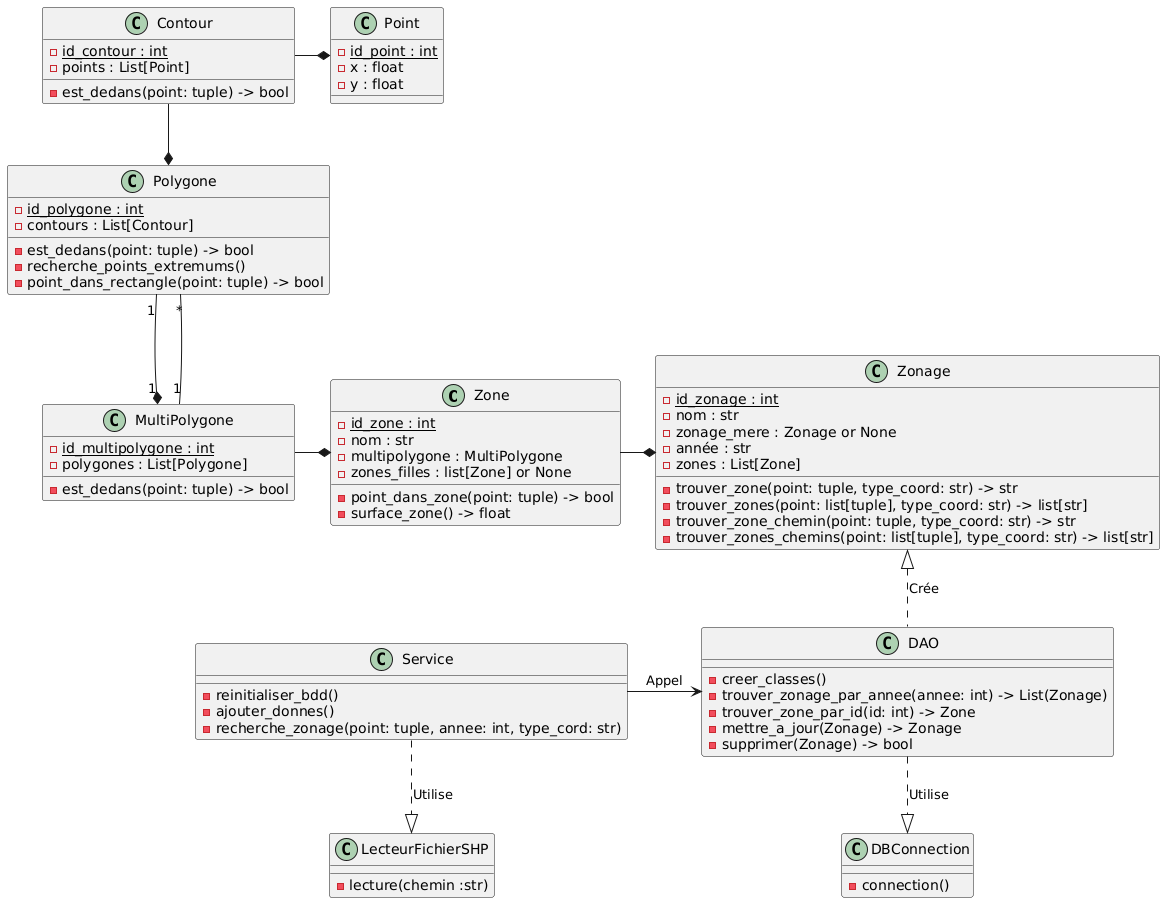 C Contour
id_contour : int
points : List[Point]
est_dedans(point: tuple) -> bool
C Point
id_point : int
x : float
y : float
C Polygone
id_polygone : int
contours : List[Contour]
est_dedans(point: tuple) -> bool
recherche_points_extremums()
point_dans_rectangle(point: tuple) -> bool
1 *
1 1
C MultiPolygone
id_multipolygone : int
polygones : List[Polygone]
est_dedans(point: tuple) -> bool
C Zone
id_zone : int
nom : str
multipolygone : MultiPolygone
zones_filles : list[Zone] or None
point_dans_zone(point: tuple) -> bool
surface_zone() -> float
C Zonage
id_zonage : int
nom : str
zonage_mere : Zonage or None
année : str
zones : List[Zone]
trouver_zone(point: tuple, type_coord: str) -> str
trouver_zones(point: list[tuple], type_coord: str) -> list[str]
trouver_zone_chemin(point: tuple, type_coord: str) -> str
trouver_zones_chemins(point: list[tuple], type_coord: str) -> list[str]
Crée
C Service
reinitialiser_bdd()
ajouter_donnes()
recherche_zonage(point: tuple, annee: int, type_cord: str)
Appel
C DAO
creer_classes()
trouver_zonage_par_annee(annee: int) -> List(Zonage)
trouver_zone_par_id(id: int) -> Zone
mettre_a_jour(Zonage) -> Zonage
supprimer(Zonage) -> bool
Utilise
Utilise
C LecteurFichierSHP
lecture(chemin :str)
C DBConnection
connection()